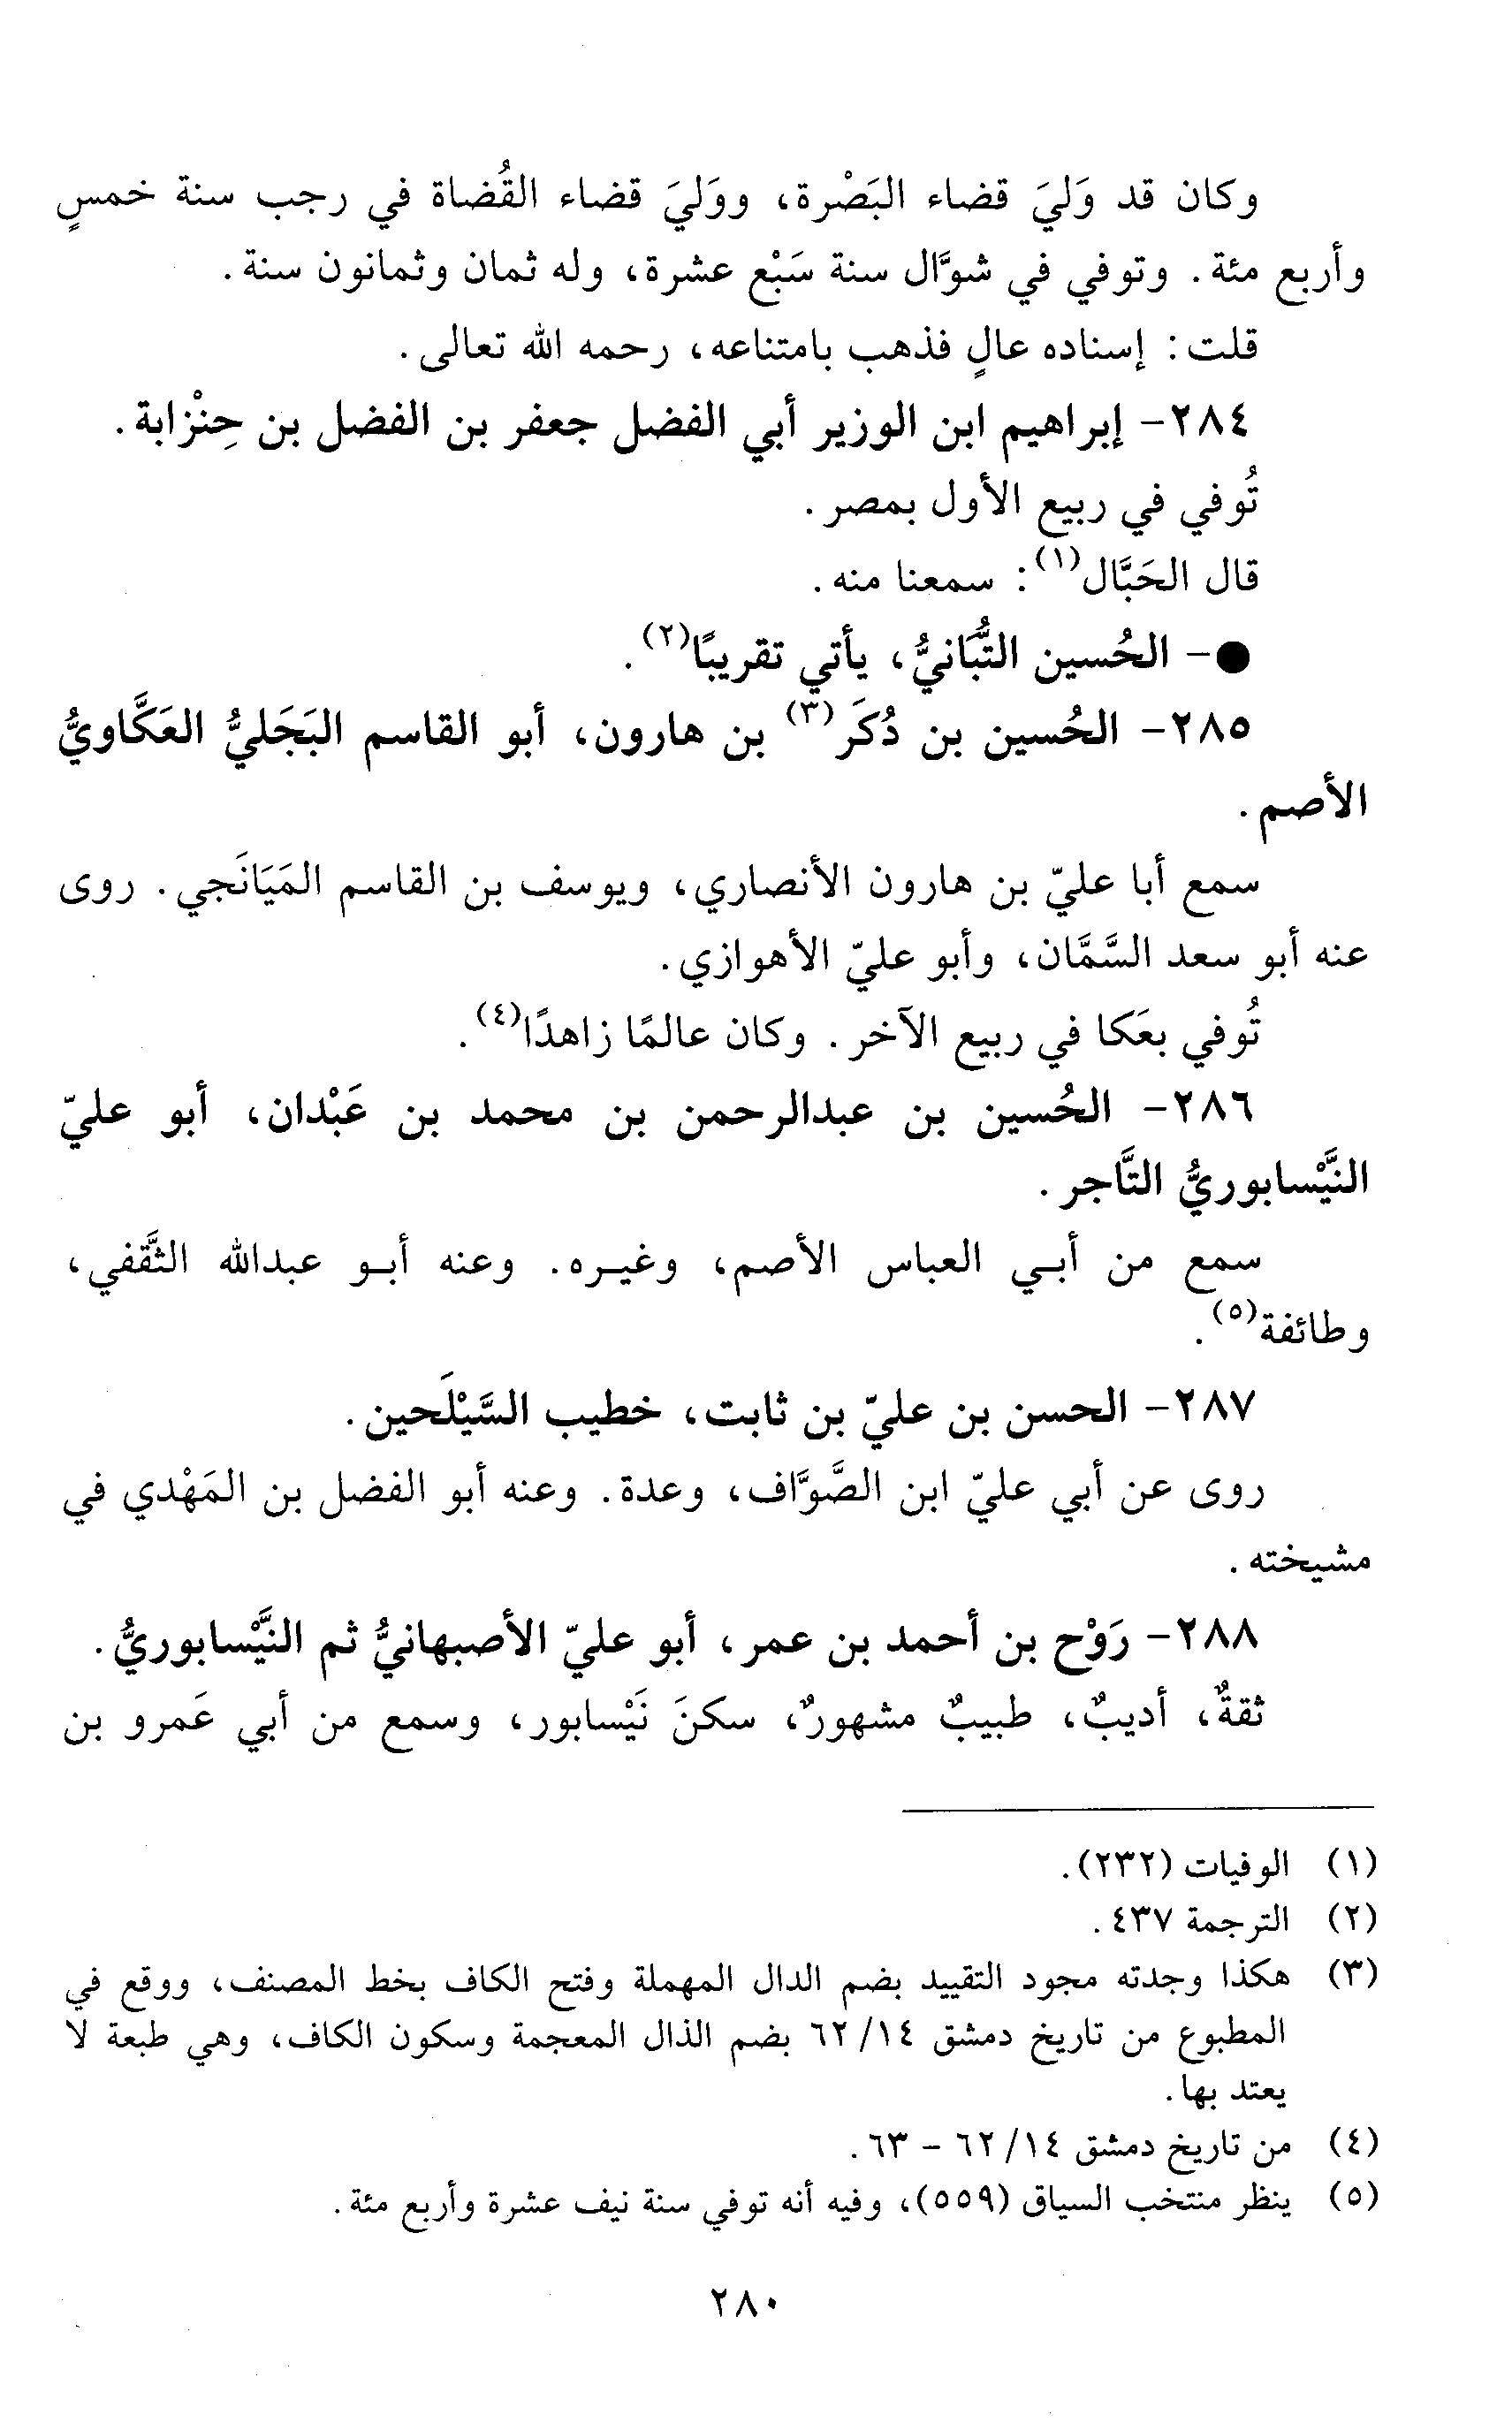 وكان قد وَليَ قضاء البَصْرة، ووَليَ قضاء القُضاة في رجب سنة خمسٍ
وأربع مئة. وتوفي في شوَّال سنة سَبْع عشرة، وله ثمان وثمانون سنة.
قلت: إسناده عالٍ فذهب بامتناعه، رحمه الله تعالى.
٢٨٤- إبراهيم ابن الوزير أبي الفضل جعفر بن الفضل بن حِنْزابة.
تُوفي في ربيع الأول بمصر.
قال الحَبَّال(١): سمعنا منه.
●- الحُسين التُّبَانيُّ، يأتي تقريبًا(٢).
٢٨٥- الحُسين بن دُكَر(٣) بن هارون، أبو القاسم البَجَليُّ العَكَّاويُّ
الأصم.
سمع أبا عليّ بن هارون الأنصاري، ويوسف بن القاسم المَيَانَجي. روى
عنه أبو سعد السَّمَّان، وأبو عليّ الأهوازي.
تُوفي بعَكا في ربيع الآخر. وكان عالمًا زاهدًا(٤).
٢٨٦- الحُسين بن عبدالرحمن بن محمد بن عَبْدان، أبو عليّ
النَّيْسابوريُّ التَّاجر.
سمع من أبي العباس الأصم، وغيره. وعنه أبو عبدالله الثَّقفي،
وطائفة(٥).
٢٨٧- الحسن بن عليّ بن ثابت، خطيب السَّيْلَحين.
روى عن أبي عليّ ابن الصَّوَّاف، وعدة. وعنه أبو الفضل بن المَهْدي في
مشيخته.
٢٨٨- رَوْح بن أحمد بن عمر، أبو عليّ الأصبهانيُّ ثم النَّيْسابوريُّ.
ثقةٌ، أديبٌ، طبيبٌ مشهورٌ، سكنَ نَيْسابور، وسمع من أبي عَمرو بن
(١) الوفيات (٢٣٢).
(٢) الترجمة ٤٣٧.
(٣) هكذا وجدته مجود التقييد بضم الدال المهملة وفتح الكاف بخط المصنف، ووقع في
المطبوع من تاريخ دمشق ١٤/ ٦٢ بضم الذال المعجمة وسكون الكاف، وهي طبعة لا
يعتد بها.
(٤) من تاريخ دمشق ١٤/ ٦٢ - ٦٣.
(٥) ينظر منتخب السياق (٥٥٩)، وفيه أنه توفي سنة نيف عشرة وأربع مئة.
٢٨٠